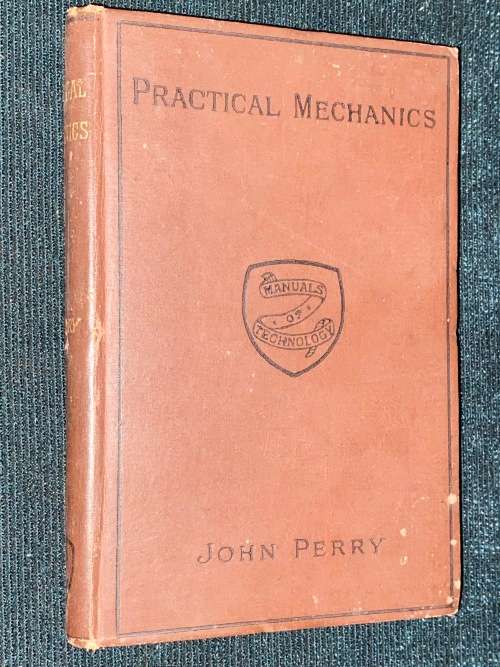 PRACTICAL MECHANICS
MANUALS
OF
TECHNOLOGY
JOHN PERRY